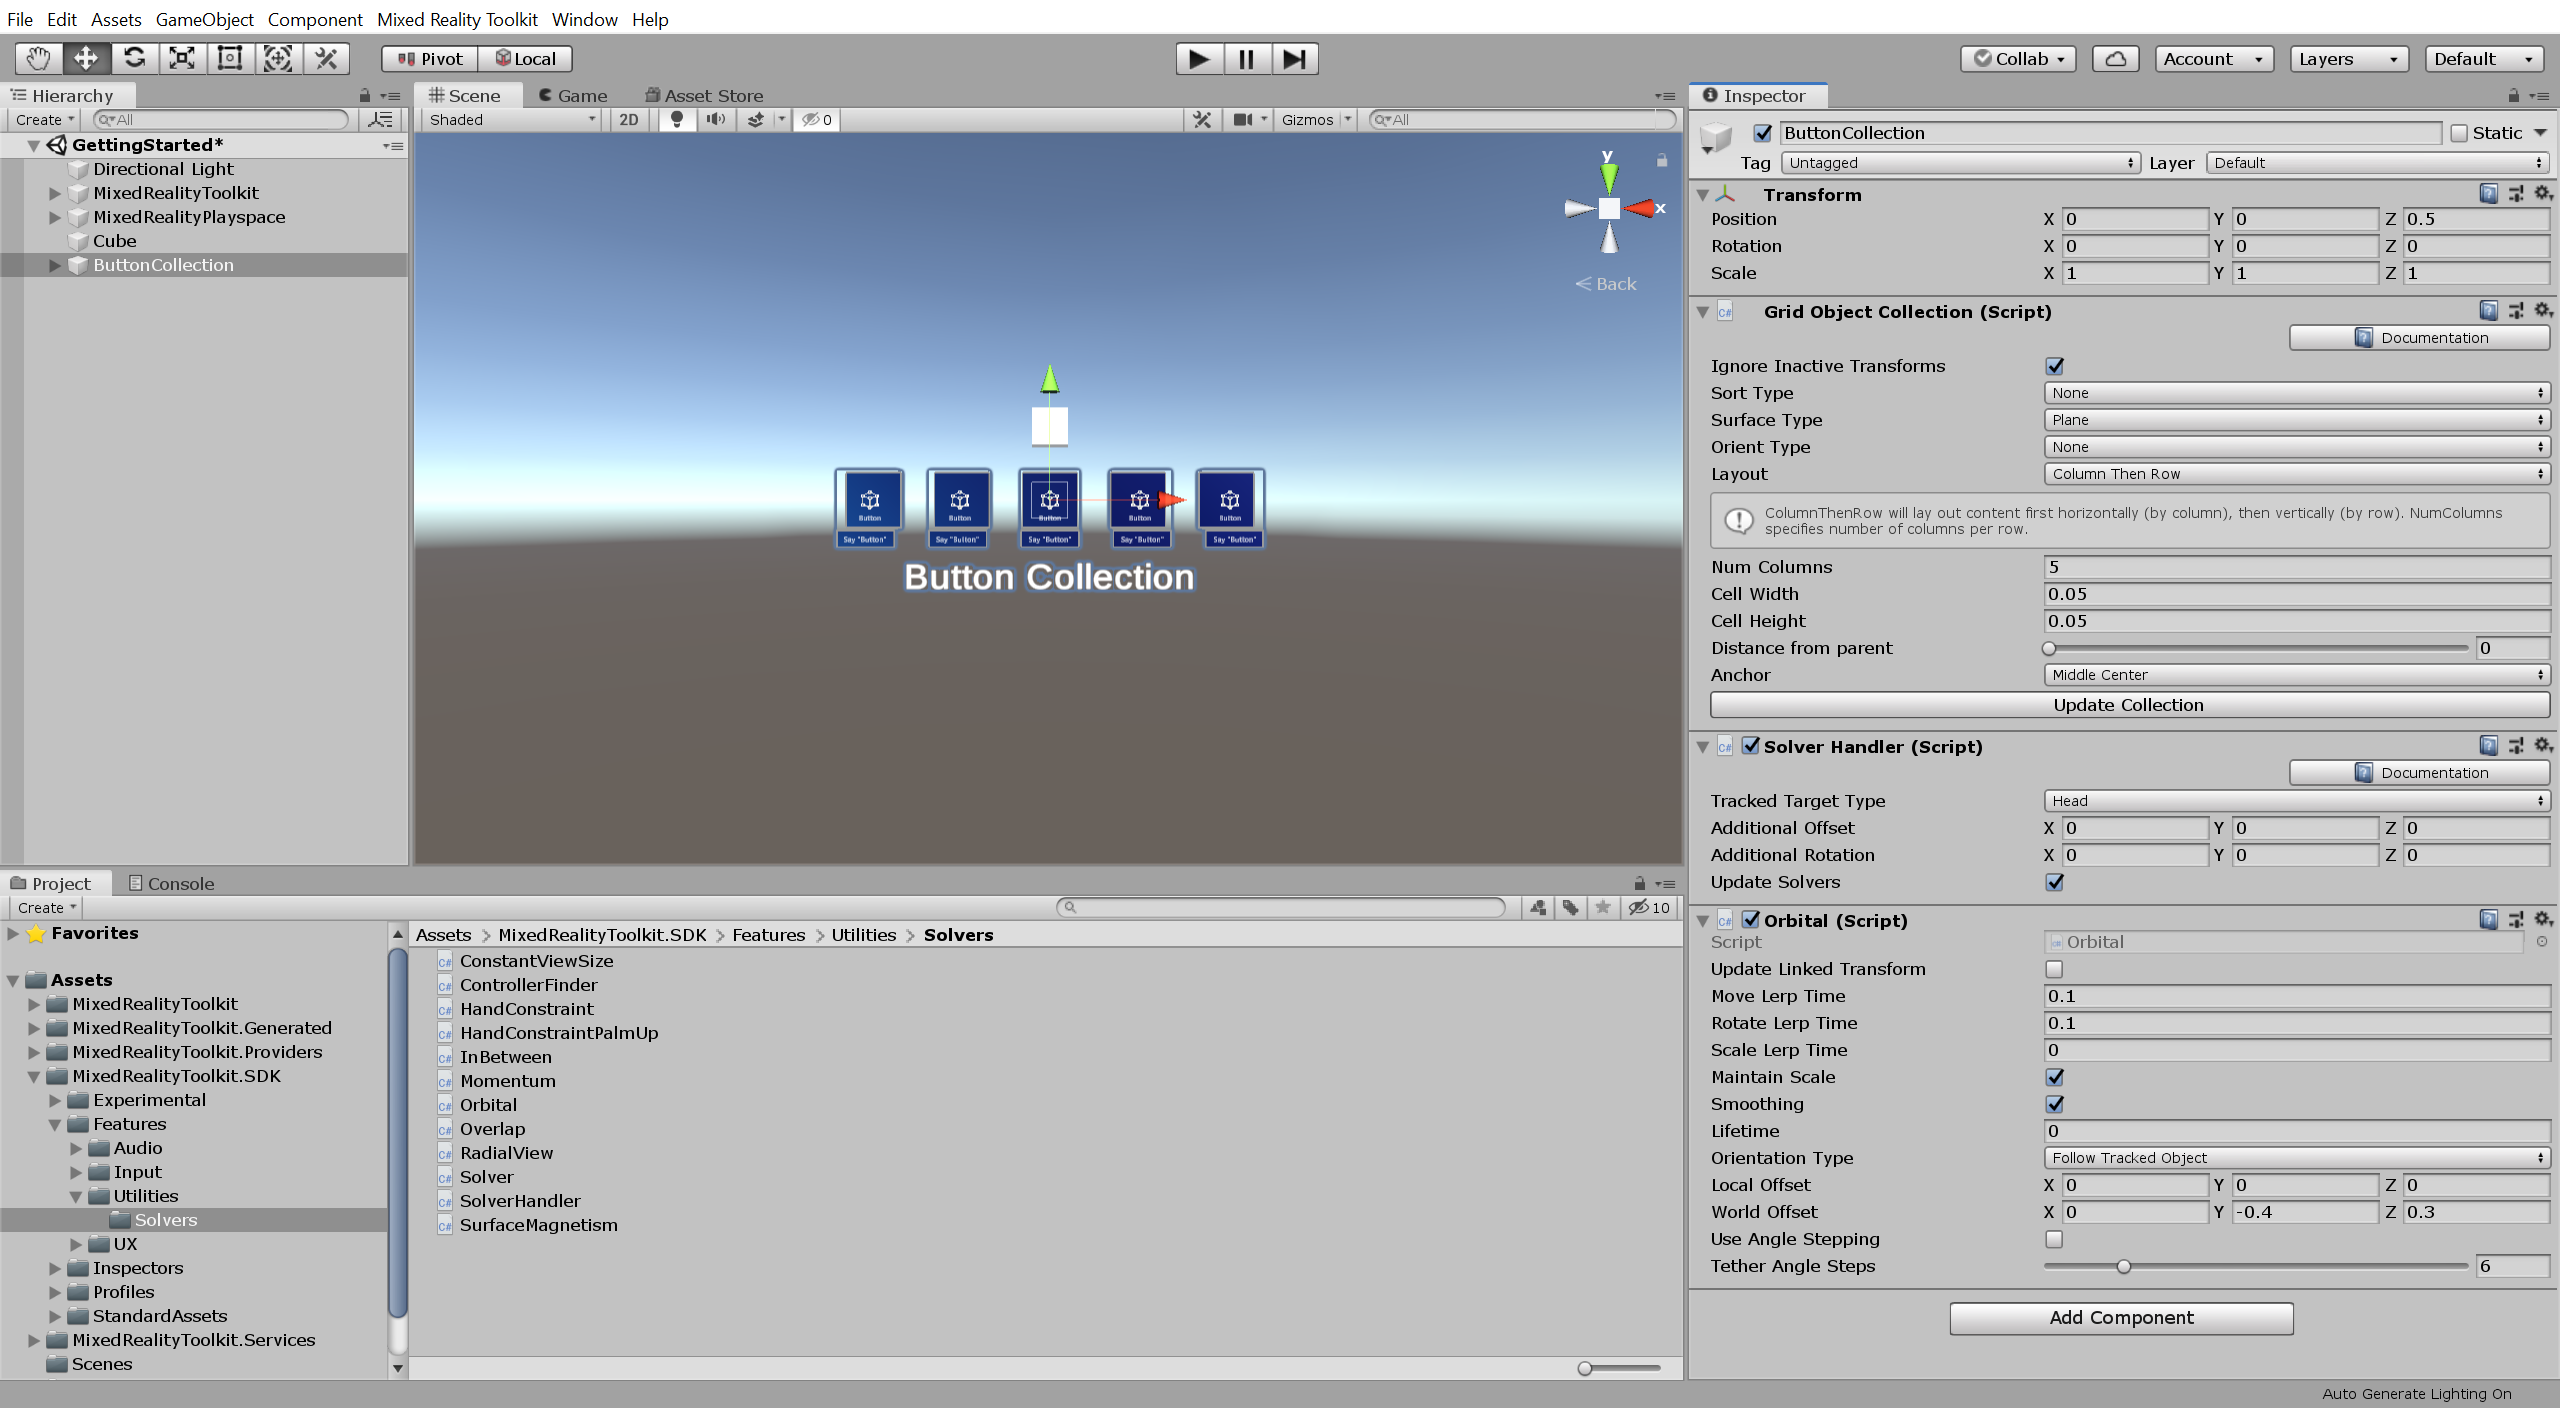 File Edit Assets GameObject Component Mixed Reality Toolkit Window Help
Pivot Local Collab Account Layers Default
Hierarchy
Create All
GettingStarted*
Directional Light
MixedRealityToolkit
MixedRealityPlayspace
Cube
ButtonCollection
Scene Game Asset Store
Shaded 2D 0 Gizmos All
y
x
Back
Button Button Button Button Button
Say "Button" Say "Button" Say "Button" Say "Button" Say "Button"
Button Collection
Project Console
Create 10
Favorites
Assets
MixedRealityToolkit
MixedRealityToolkit.Generated
MixedRealityToolkit.Providers
MixedRealityToolkit.SDK
Experimental
Features
Audio
Input
Utilities
Solvers
UX
Inspectors
Profiles
StandardAssets
MixedRealityToolkit.Services
Scenes
Assets > MixedRealityToolkit.SDK > Features > Utilities > Solvers
C# ConstantViewSize
C# ControllerFinder
C# HandConstraint
C# HandConstraintPalmUp
C# InBetween
C# Momentum
C# Orbital
C# Overlap
C# RadialView
C# Solver
C# SolverHandler
C# SurfaceMagnetism
Inspector
ButtonCollection Static
Tag Untagged Layer Default
Transform
Position X 0 Y 0 Z 0.5
Rotation X 0 Y 0 Z 0
Scale X 1 Y 1 Z 1
C# Grid Object Collection (Script)
Documentation
Ignore Inactive Transforms
Sort Type None
Surface Type Plane
Orient Type None
Layout Column Then Row
ColumnThenRow will lay out content first horizontally (by column), then vertically (by row). NumColumns
specifies number of columns per row.
Num Columns 5
Cell Width 0.05
Cell Height 0.05
Distance from parent 0
Anchor Middle Center
Update Collection
C# Solver Handler (Script)
Documentation
Tracked Target Type Head
Additional Offset X 0 Y 0 Z 0
Additional Rotation X 0 Y 0 Z 0
Update Solvers
C# Orbital (Script)
Script Orbital
Update Linked Transform
Move Lerp Time 0.1
Rotate Lerp Time 0.1
Scale Lerp Time 0
Maintain Scale
Smoothing
Lifetime 0
Orientation Type Follow Tracked Object
Local Offset X 0 Y 0 Z 0
World Offset X 0 Y -0.4 Z 0.3
Use Angle Stepping
Tether Angle Steps 6
Add Component
Auto Generate Lighting On